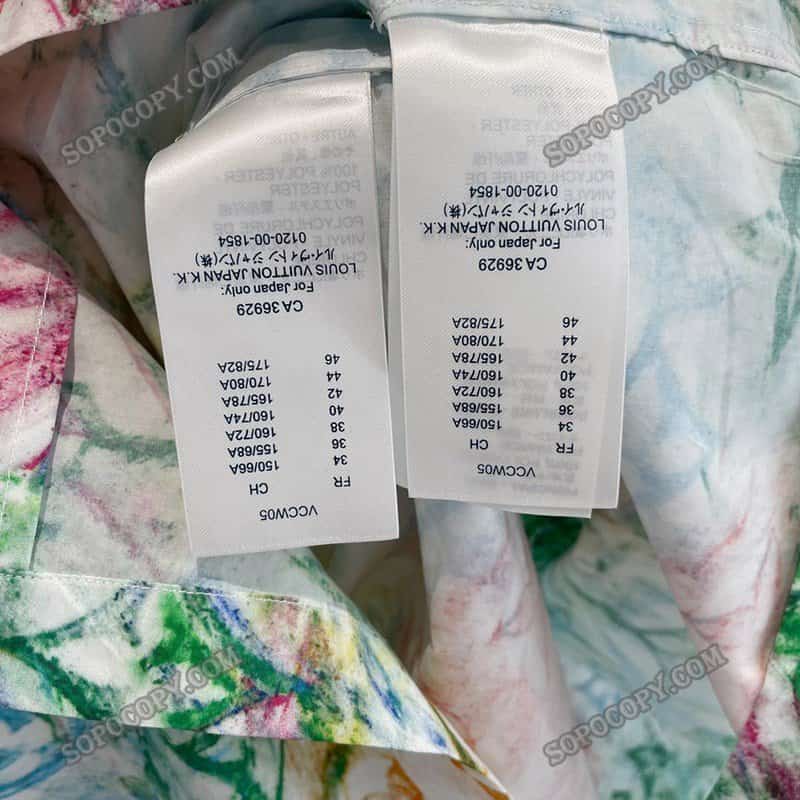 SOPOCOPY.COM
SOPOCOPY.COM
VCCW05
FR CH
34 150/66A
36 155/68A
38 160/72A
40 160/74A
42 165/78A
44 170/80A
46 175/82A
CA 36929
For Japan only:
LOUIS VUITTON JAPAN K.K.
ルイ・ヴィトン ジャパン(株)
0120-00-1854
VCCW05
FR CH
34 150/66A
36 155/68A
38 160/72A
40 160/74A
42 165/78A
44 170/80A
46 175/82A
CA 36929
For Japan only:
LOUIS VUITTON JAPAN K.K.
ルイ・ヴィトン ジャパン(株)
0120-00-1854
SOPOCOPY.COM
SOPOCOPY.COM